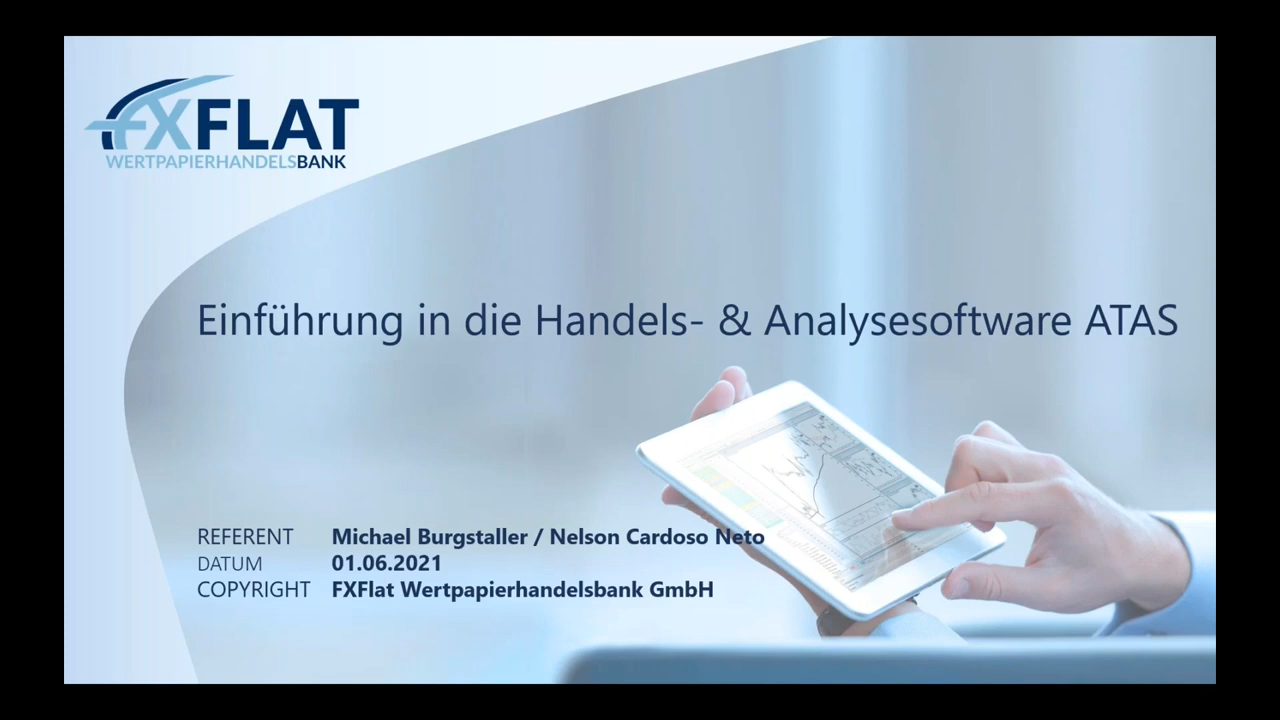 FXFLAT
WERTPAPIERHANDELSBANK
Einführung in die Handels- & Analysesoftware ATAS
REFERENT Michael Burgstaller / Nelson Cardoso Neto
DATUM 01.06.2021
COPYRIGHT FXFlat Wertpapierhandelsbank GmbH